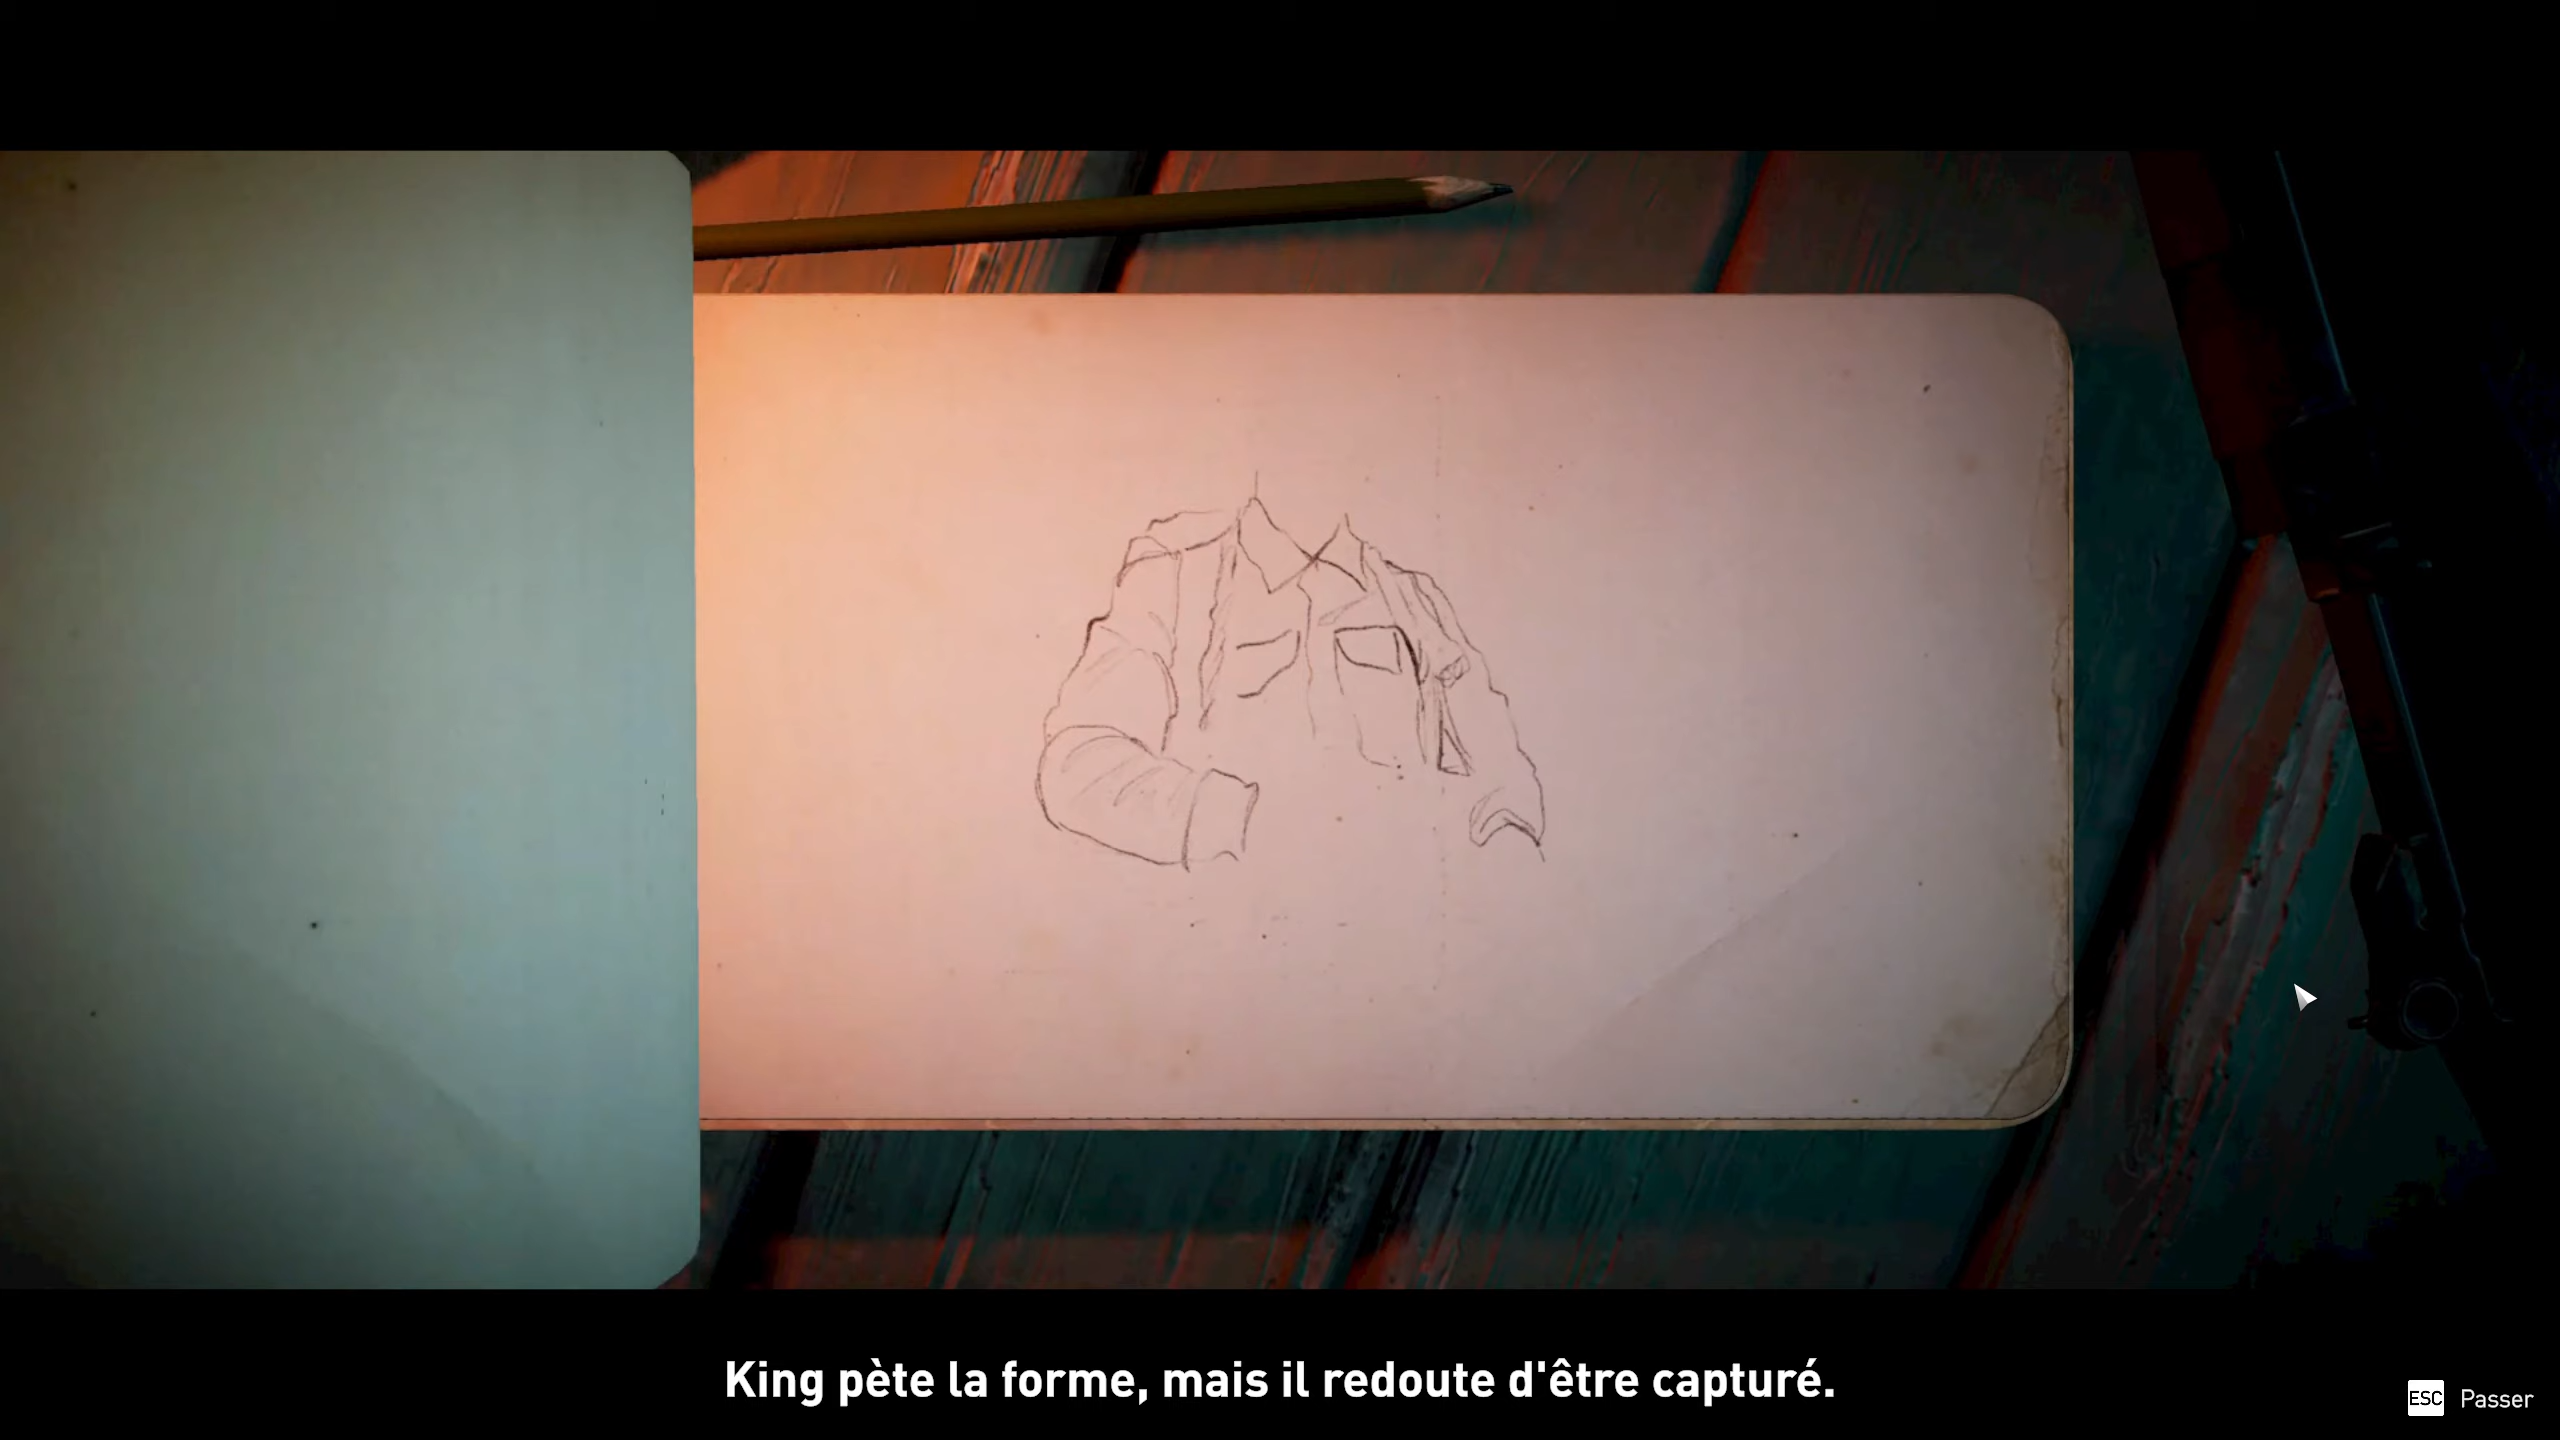 King pète la forme, mais il redoute d'être capturé.
ESC Passer